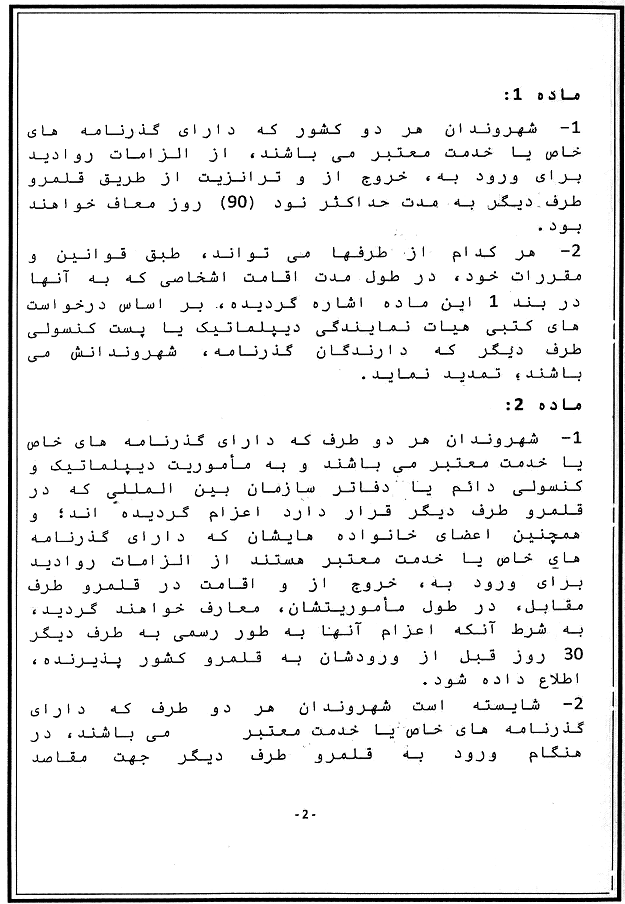 ماده 1:
1- شهروندان هر دو کشور که دارای گذرنامه های
خاص یا خدمت معتبر می باشند، از الزامات روادید
برای ورود به، خروج از و ترانزیت از طریق قلمرو
طرف دیگر به مدت حداکثر نود (90) روز معاف خواهند
بود.
2- هر کدام از طرفها می تواند، طبق قوانین و
مقررات خود، در طول مدت اقامت اشخاصی که به آنها
در بند 1 این ماده اشاره گردیده، بر اساس درخواست
های کتبی هیات نمایندگی دیپلماتیک یا پست کنسولی
طرف دیگر که دارندگان گذرنامه، شهروندانش می
باشند، تمدید نماید.
ماده 2:
1- شهروندان هر دو طرف که دارای گذرنامه های خاص
یا خدمت معتبر می باشند و به مأموریت دیپلماتیک و
کنسولی دائم یا دفاتر سازمان بین المللی که در
قلمرو طرف دیگر قرار دارد اعزام گردیده اند؛ و
همچنین اعضای خانواده هایشان که دارای گذرنامه
های خاص یا خدمت معتبر هستند از الزامات روادید
برای ورود به، خروج از و اقامت در قلمرو طرف
مقابل، در طول مأموریتشان، معارف خواهند گردید،
به شرط آنکه اعزام آنها به طور رسمی به طرف دیگر
30 روز قبل از ورودشان به قلمرو کشور پذیرنده،
اطلاع داده شود.
2- شایسته است شهروندان هر دو طرف که دارای
گذرنامه های خاص یا خدمت معتبر می باشند، در
هنگام ورود به قلمرو طرف دیگر جهت مقاصد
-2-